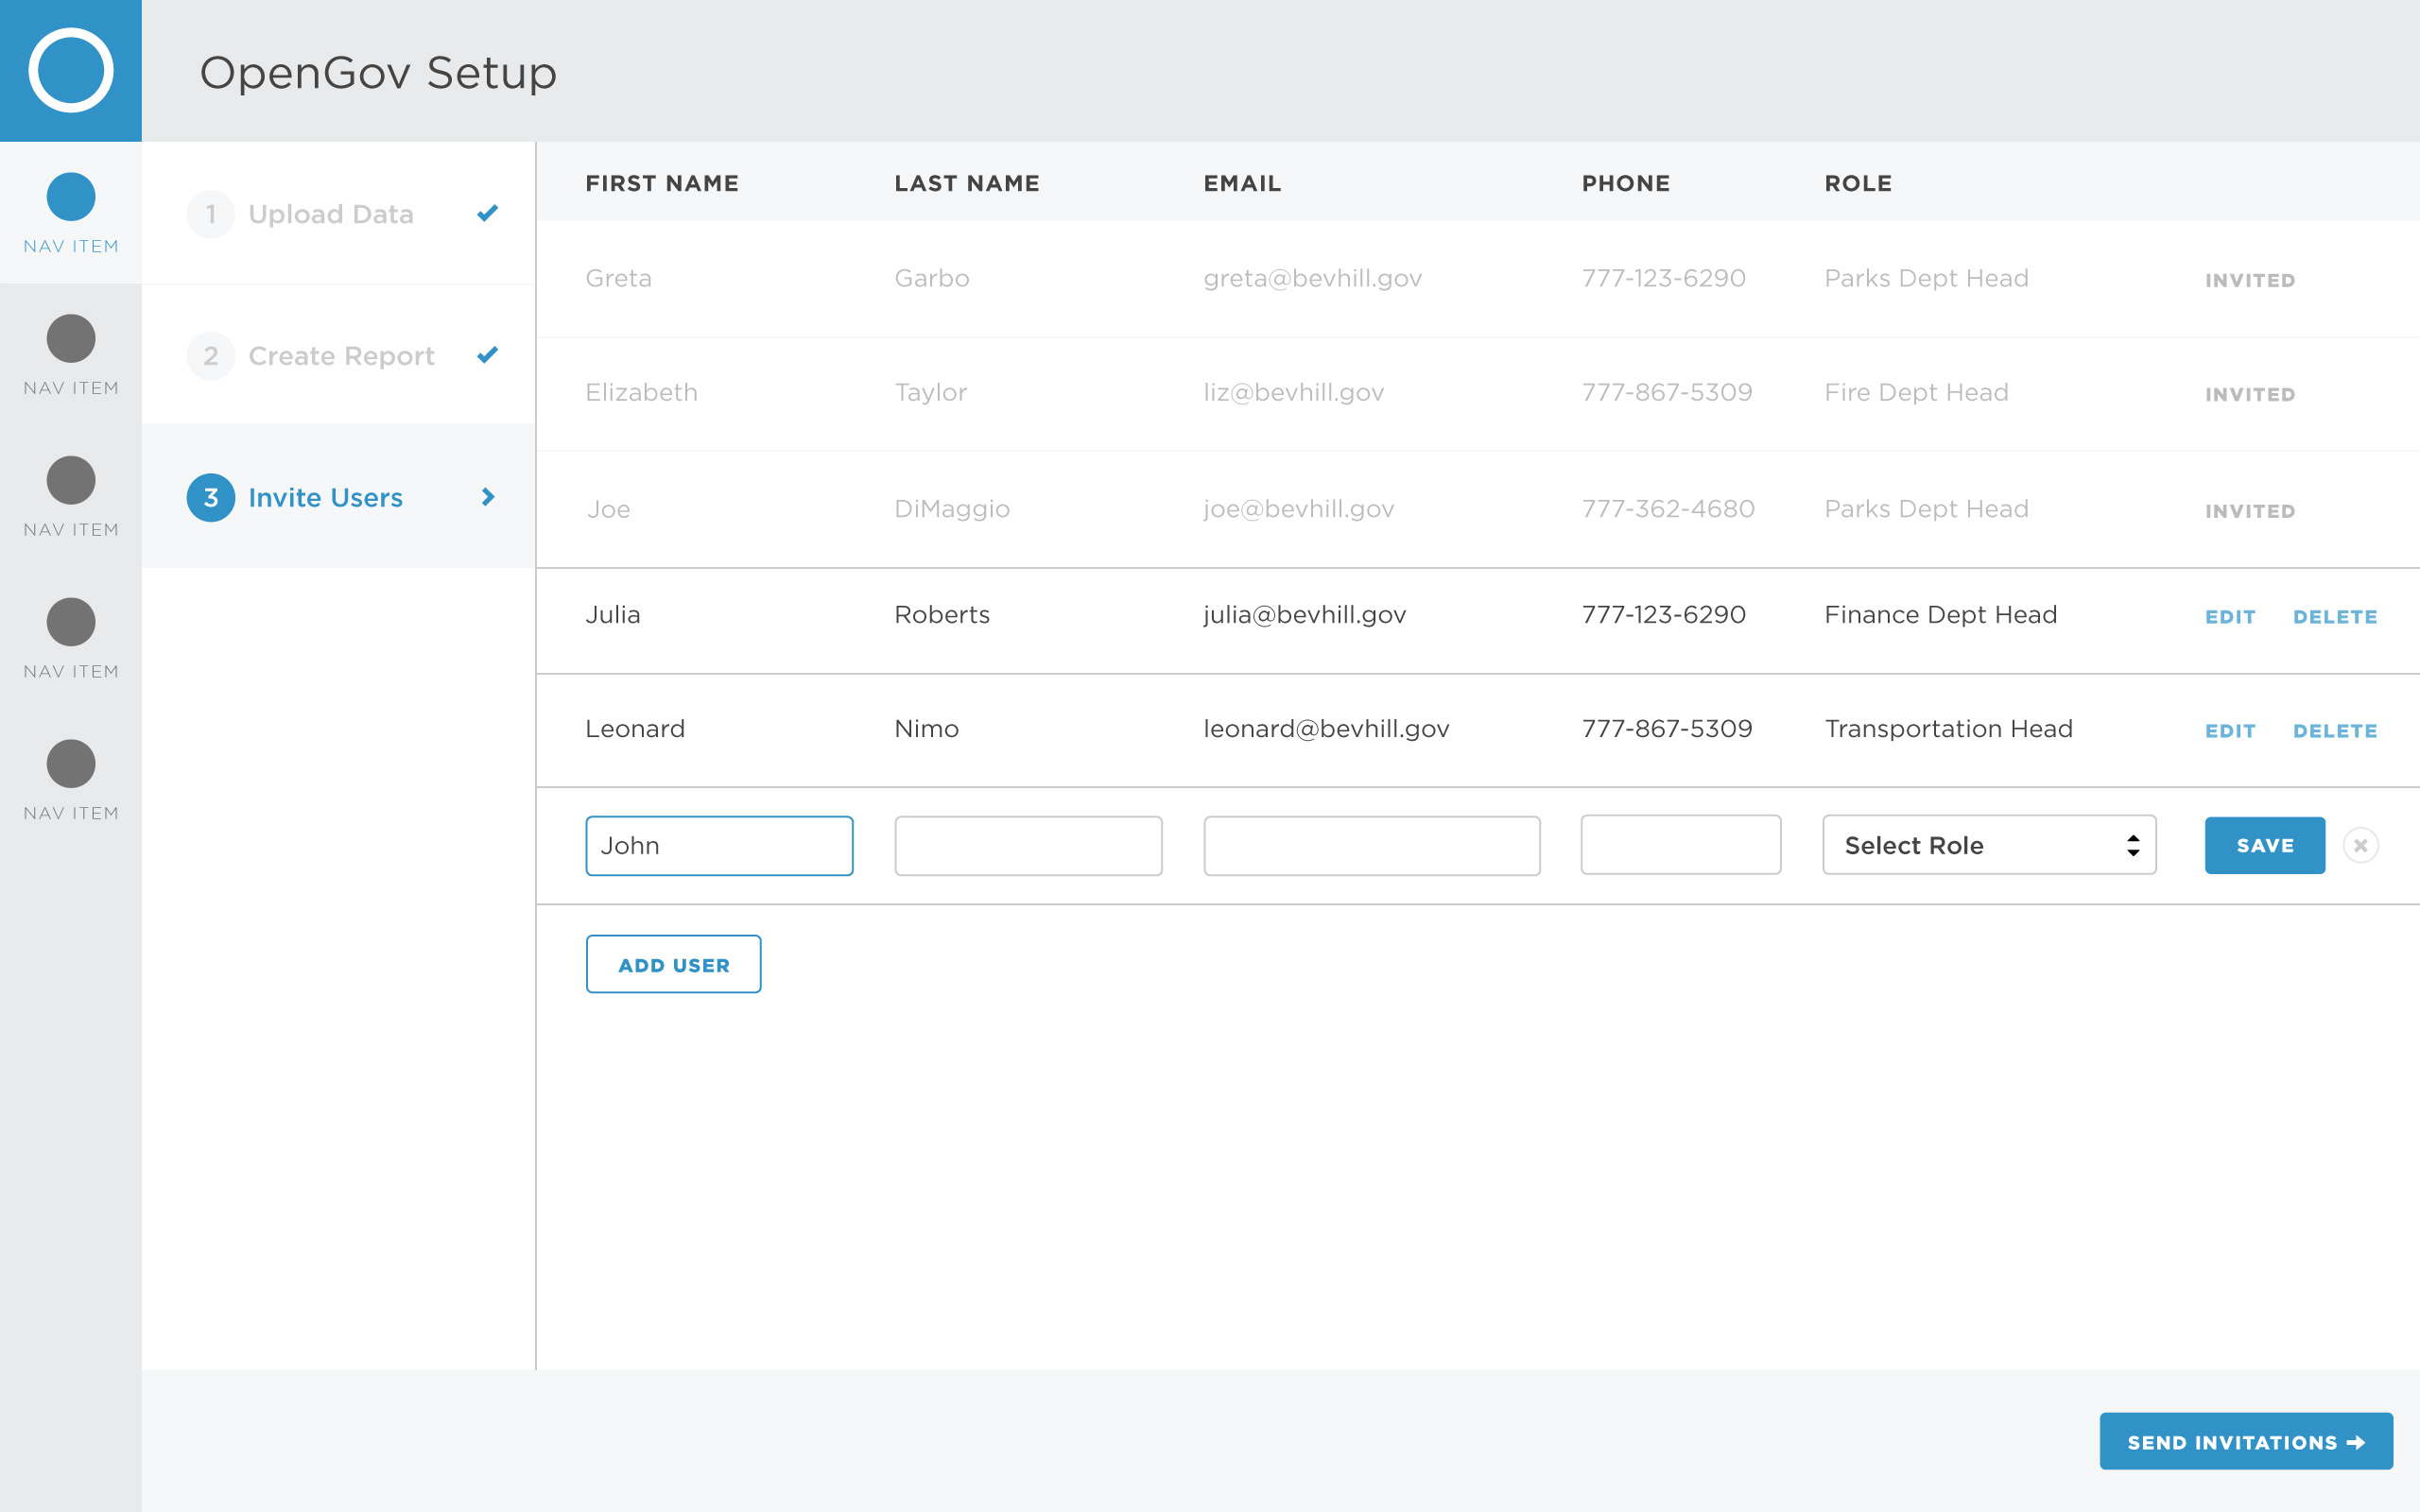 OpenGov Setup
NAV ITEM
NAV ITEM
NAV ITEM
NAV ITEM
NAV ITEM
1 Upload Data
2 Create Report
3 Invite Users
FIRST NAME LAST NAME EMAIL PHONE ROLE
Greta Garbo greta@bevhill.gov 777-123-6290 Parks Dept Head INVITED
Elizabeth Taylor liz@bevhill.gov 777-867-5309 Fire Dept Head INVITED
Joe DiMaggio joe@bevhill.gov 777-362-4680 Parks Dept Head INVITED
Julia Roberts julia@bevhill.gov 777-123-6290 Finance Dept Head EDIT DELETE
Leonard Nimo leonard@bevhill.gov 777-867-5309 Transportation Head EDIT DELETE
John Select Role SAVE
ADD USER
SEND INVITATIONS